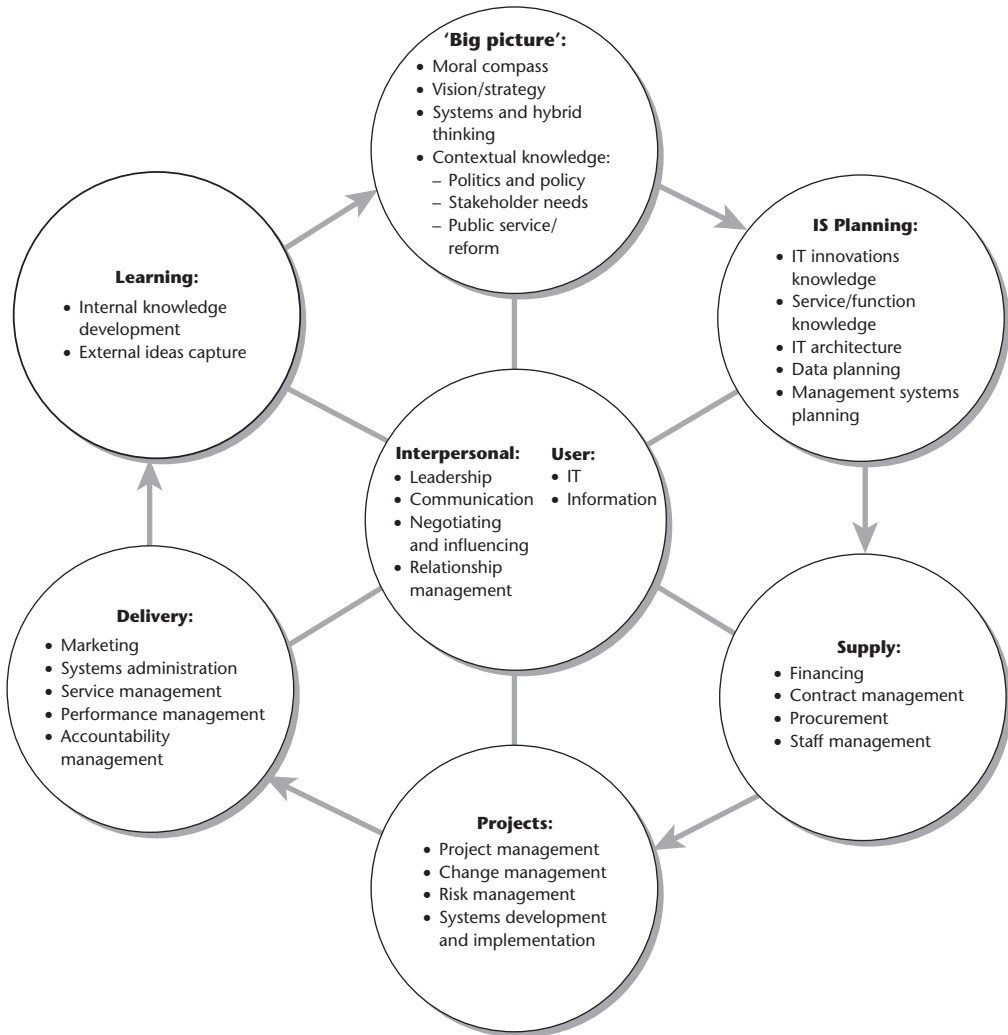 ‘Big picture’:
• Moral compass
• Vision/strategy
• Systems and hybrid
thinking
• Contextual knowledge:
– Politics and policy
– Stakeholder needs
– Public service/
reform
IS Planning:
• IT innovations
knowledge
• Service/function
knowledge
• IT architecture
• Data planning
• Management systems
planning
Learning:
• Internal knowledge
development
• External ideas capture
Interpersonal:
• Leadership
• Communication
• Negotiating
and influencing
• Relationship
management
User:
• IT
• Information
Delivery:
• Marketing
• Systems administration
• Service management
• Performance management
• Accountability
management
Supply:
• Financing
• Contract management
• Procurement
• Staff management
Projects:
• Project management
• Change management
• Risk management
• Systems development
and implementation